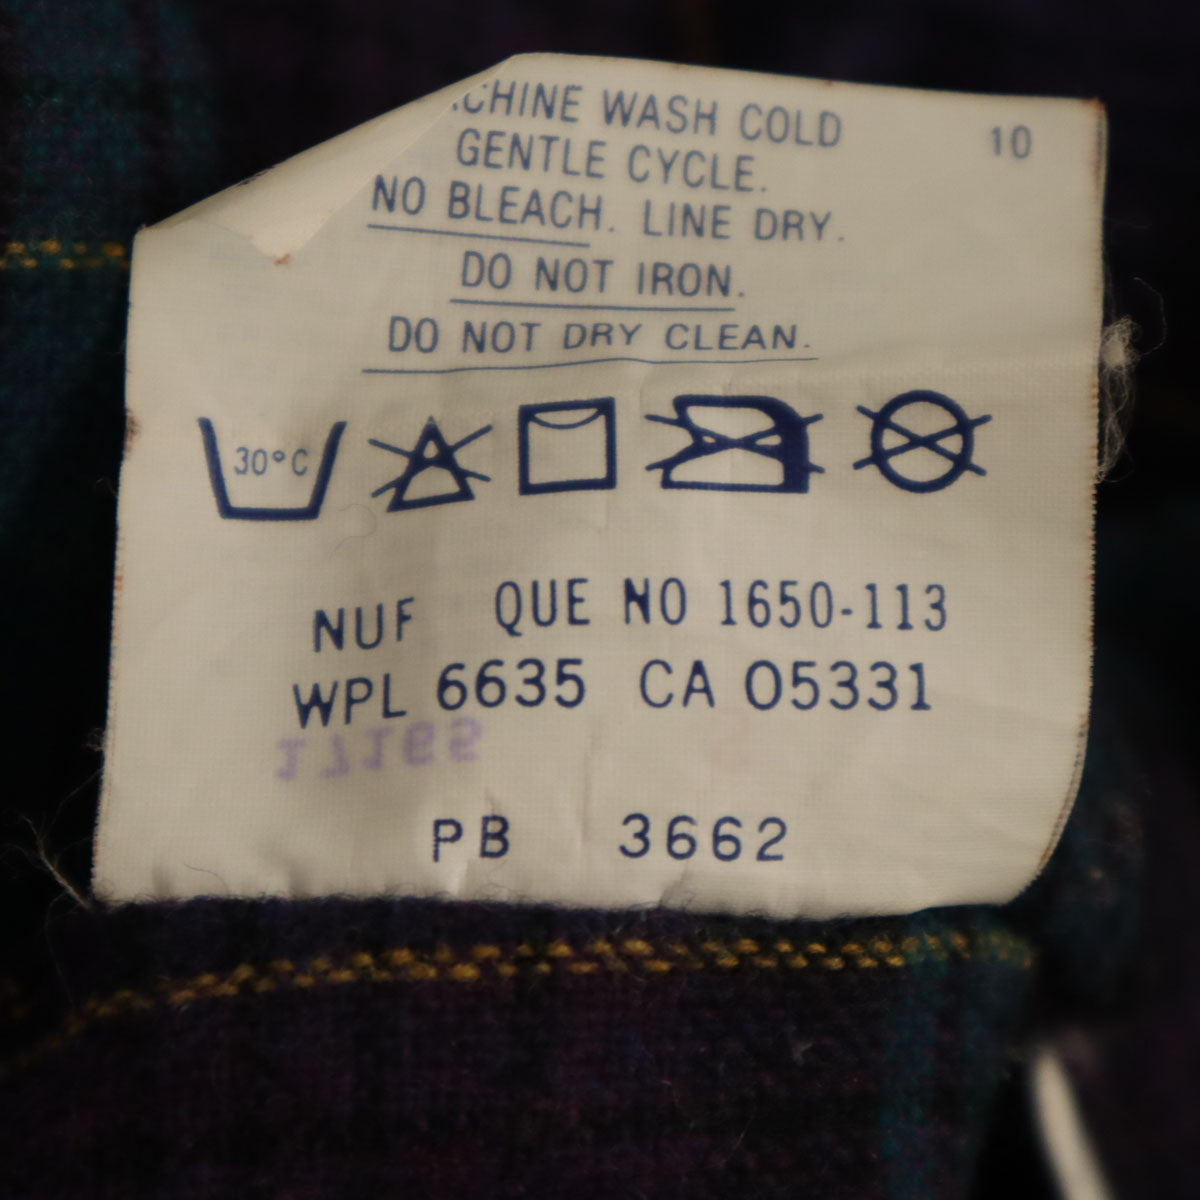 MACHINE WASH COLD 10
GENTLE CYCLE.
NO BLEACH. LINE DRY.
DO NOT IRON.
DO NOT DRY CLEAN.
30°C
NUF QUE NO 1650-113
WPL 6635 CA 05331
17165
PB 3662